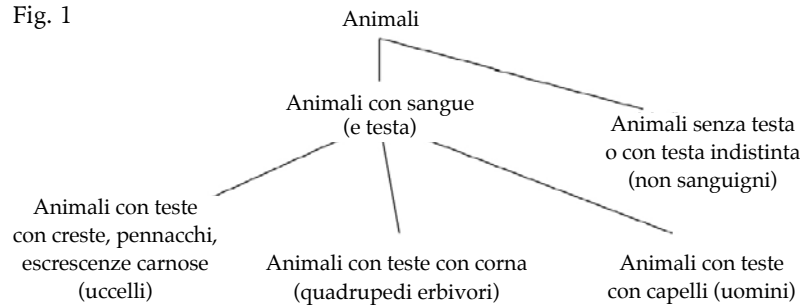 Fig. 1
Animali
Animali con sangue
(e testa)
Animali senza testa
o con testa indistinta
(non sanguigni)
Animali con teste
con creste, pennacchi,
escrescenze carnose
(uccelli)
Animali con teste con corna
(quadrupedi erbivori)
Animali con teste
con capelli (uomini)